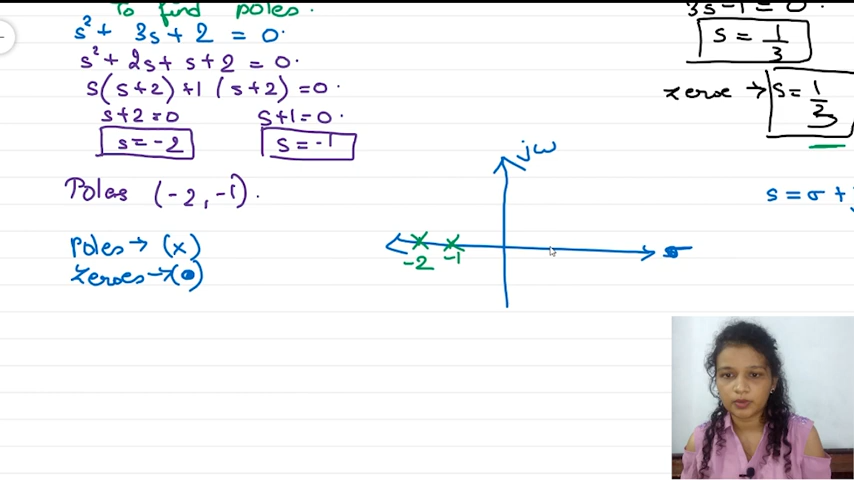 To find poles.
s² + 3s + 2 = 0.
s² + 2s + s + 2 = 0.
s(s+2) +1 (s+2) = 0.
s+2=0 s+1=0.
s=-2 s=-1
Poles (-2,-1).
Poles → (x)
Zeroes → (o)
3s-1=0.
s = 1/3
zeroe → s = 1/3
s = σ +
jω
σ
-2 -1